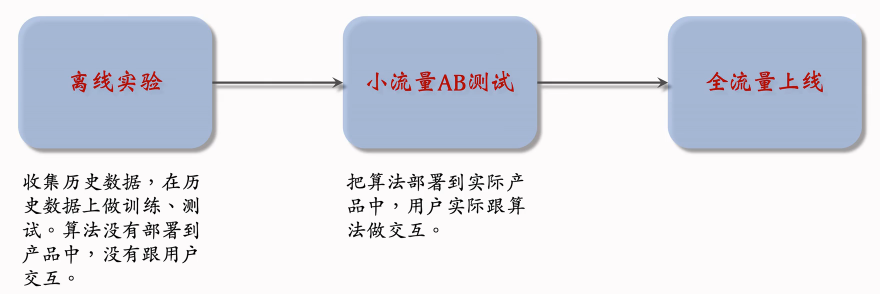 离线实验
小流量AB测试
全流量上线
收集历史数据，在历
史数据上做训练、测
试。算法没有部署到
产品中，没有跟用户
交互。
把算法部署到实际产
品中，用户实际跟算
法做交互。